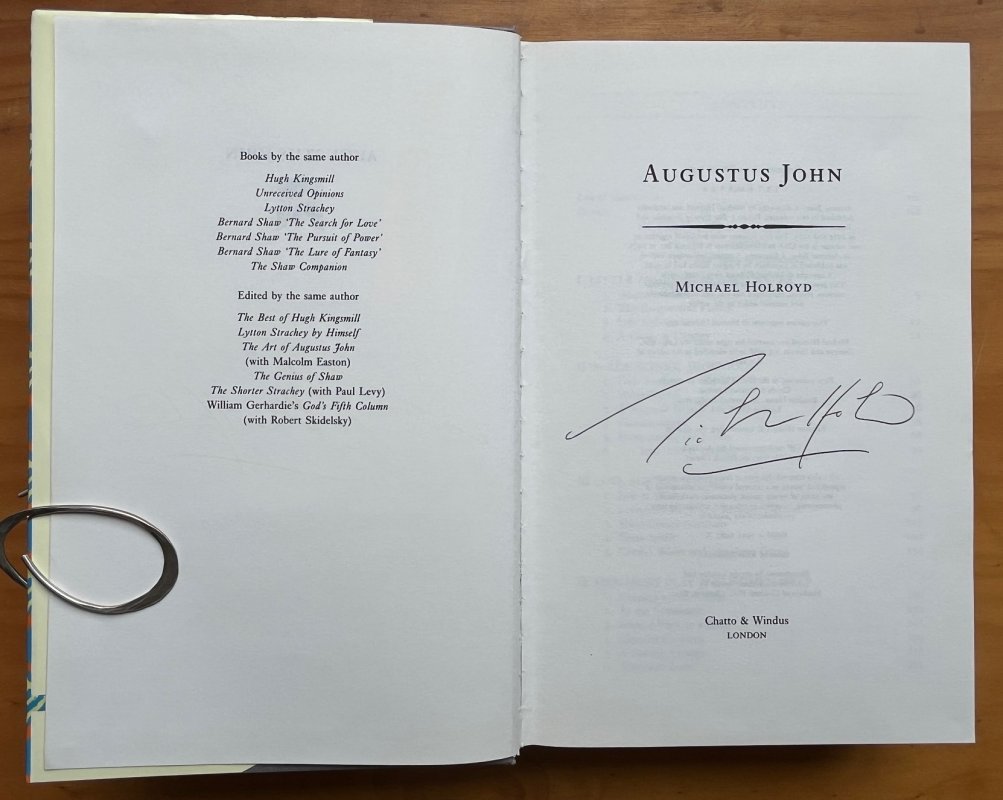 Books by the same author
Hugh Kingsmill
Unreceived Opinions
Lytton Strachey
Bernard Shaw ‘The Search for Love’
Bernard Shaw ‘The Pursuit of Power’
Bernard Shaw ‘The Lure of Fantasy’
The Shaw Companion
Edited by the same author
The Best of Hugh Kingsmill
Lytton Strachey by Himself
The Art of Augustus John
(with Malcolm Easton)
The Genius of Shaw
The Shorter Strachey (with Paul Levy)
William Gerhardie's God's Fifth Column
(with Robert Skidelsky)
AUGUSTUS JOHN
MICHAEL HOLROYD
Chatto & Windus
LONDON